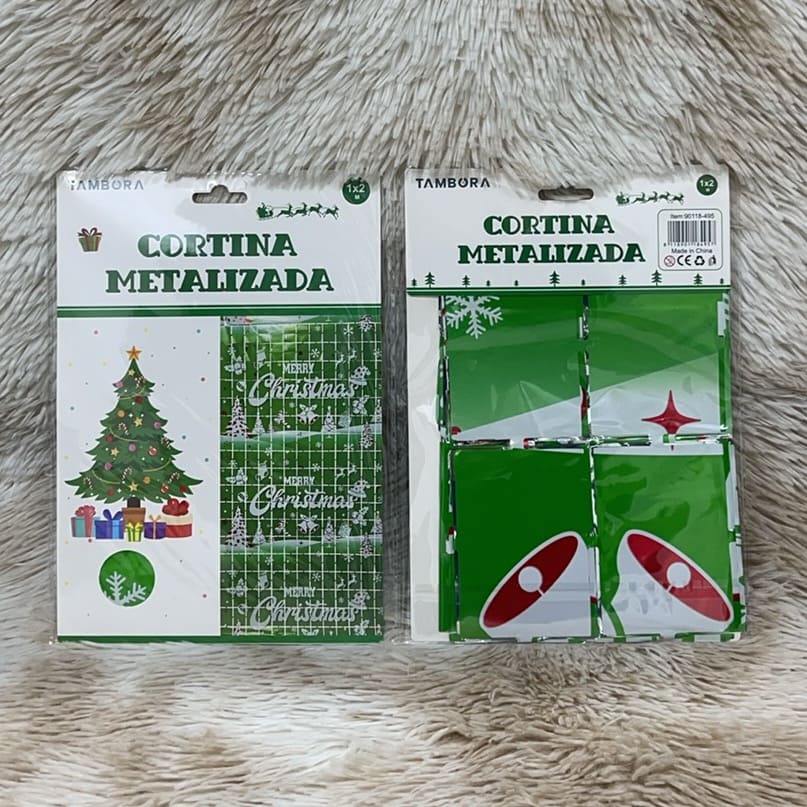 TAMBORA
1x2
M
CORTINA
METALIZADA
MERRY
Christmas
MERRY
Christmas
MERRY
Christmas
TAMBORA
1x2
M
CORTINA
METALIZADA
Item 90118-495
Made in China
CE